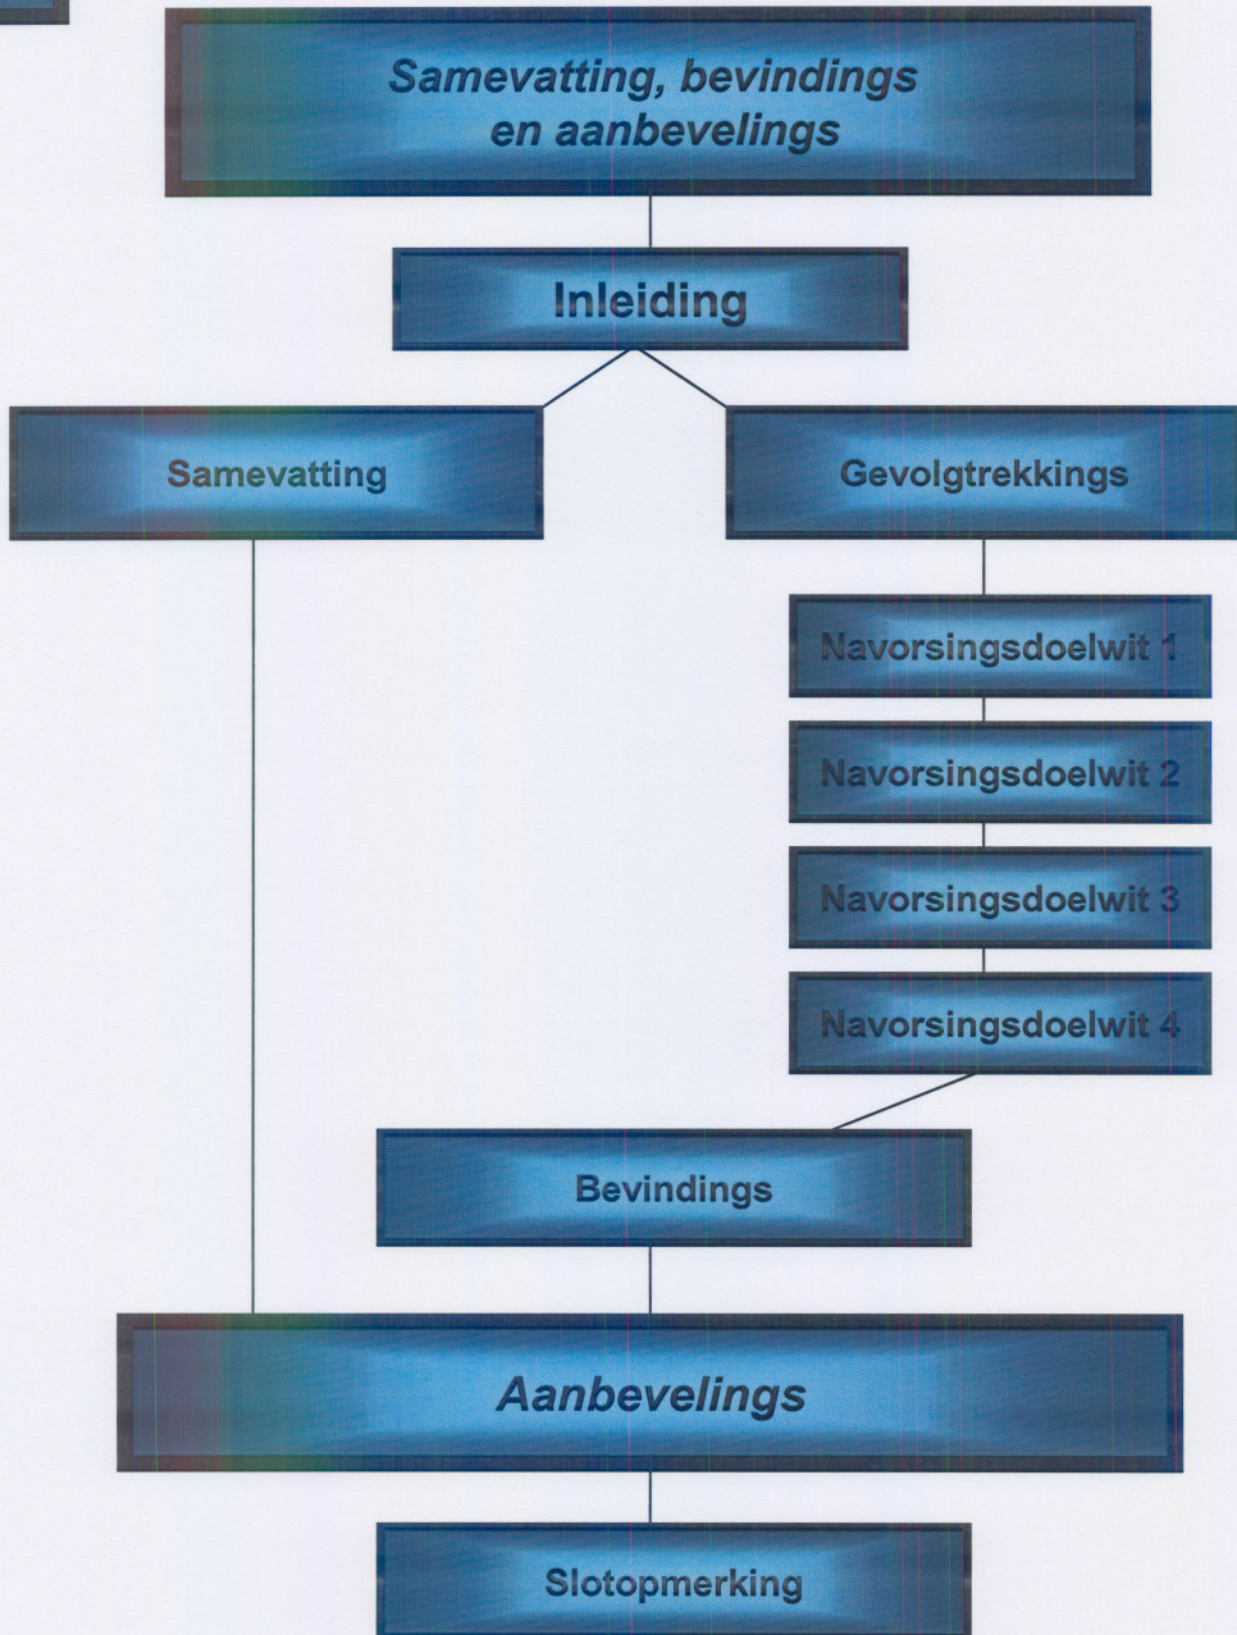 Samevatting, bevindings
en aanbevelings
Inleiding
Samevatting
Gevolgtrekkings
Navorsingsdoelwit 1
Navorsingsdoelwit 2
Navorsingsdoelwit 3
Navorsingsdoelwit 4
Bevindings
Aanbevelings
Slotopmerking